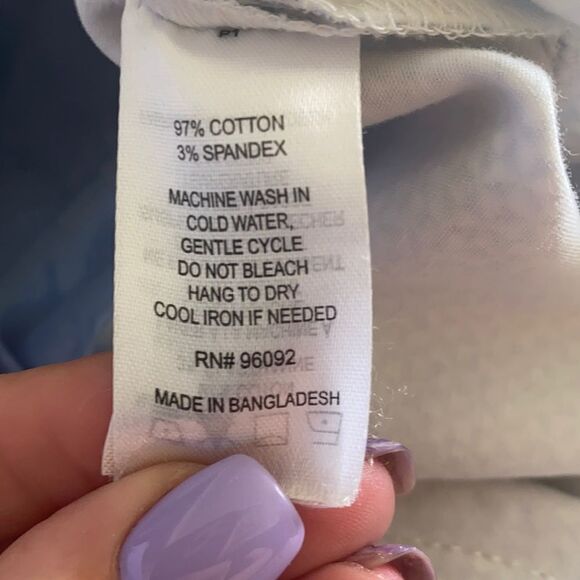 97% COTTON
3% SPANDEX
MACHINE WASH IN
COLD WATER,
GENTLE CYCLE
DO NOT BLEACH
HANG TO DRY
COOL IRON IF NEEDED
RN# 96092
MADE IN BANGLADESH